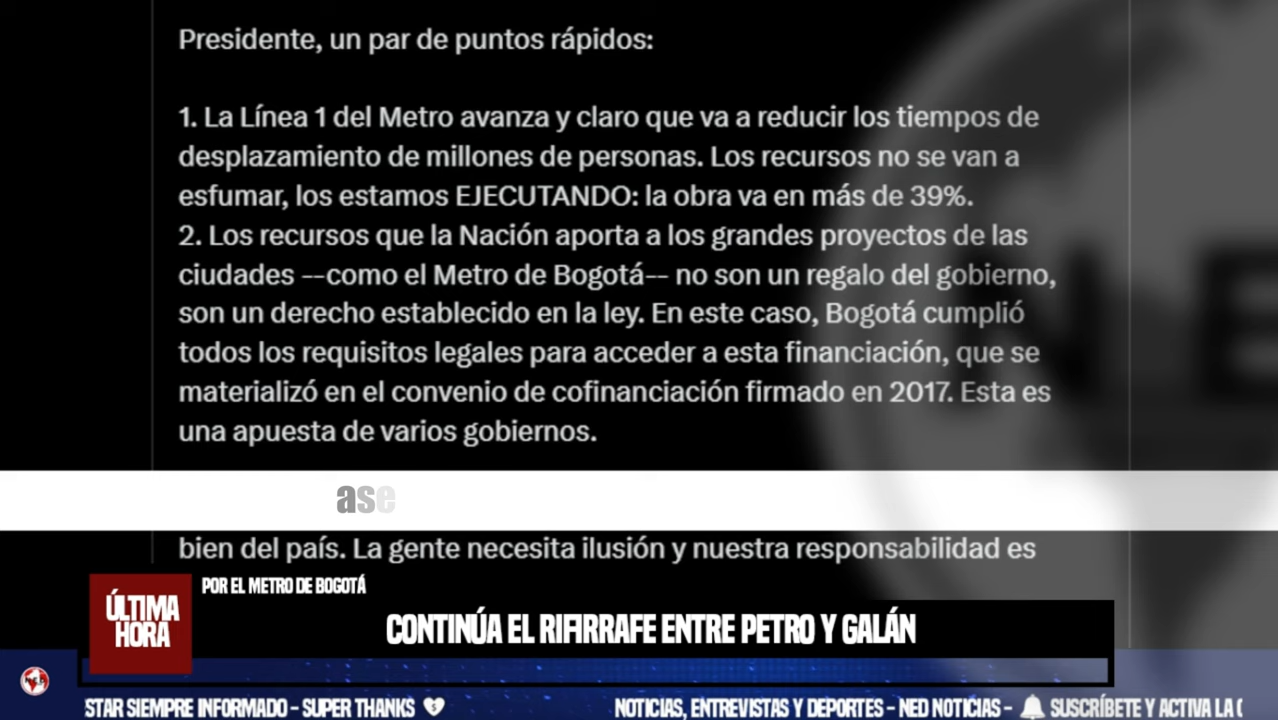 Presidente, un par de puntos rápidos:
1. La Línea 1 del Metro avanza y claro que va a reducir los tiempos de
desplazamiento de millones de personas. Los recursos no se van a
esfumar, los estamos EJECUTANDO: la obra va en más de 39%.
2. Los recursos que la Nación aporta a los grandes proyectos de las
ciudades --como el Metro de Bogotá-- no son un regalo del gobierno,
son un derecho establecido en la ley. En este caso, Bogotá cumplió
todos los requisitos legales para acceder a esta financiación, que se
materializó en el convenio de cofinanciación firmado en 2017. Esta es
una apuesta de varios gobiernos.
ase
bien del país. La gente necesita ilusión y nuestra responsabilidad es
POR EL METRO DE BOGOTÁ
ÚLTIMA
HORA
CONTINÚA EL RIFIRRAFE ENTRE PETRO Y GALÁN
STAR SIEMPRE INFORMADO - SUPER THANKS
NOTICIAS, ENTREVISTAS Y DEPORTES - NED NOTICIAS -
SUSCRÍBETE Y ACTIVA LA